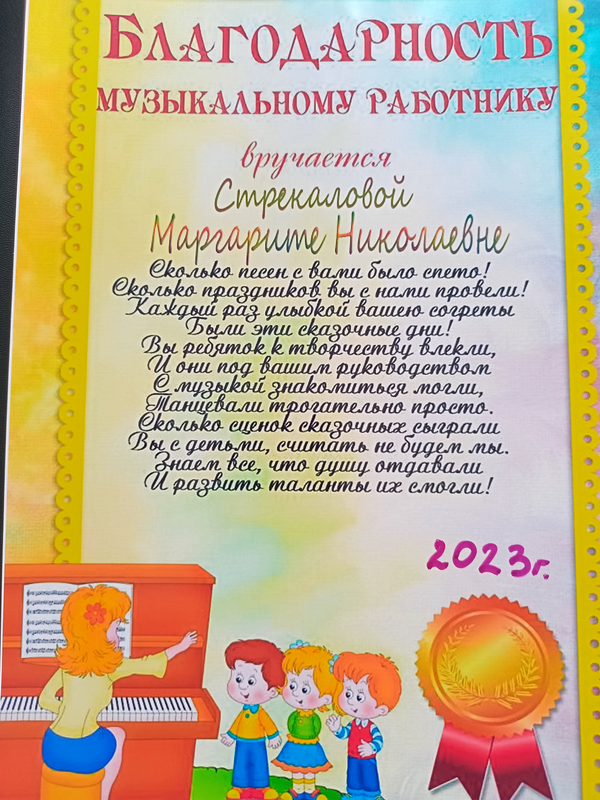 Благодарность
музыкальному работнику
вручается
Стрекаловой
Маргарите Николаевне
Сколько песен с вами было спето!
Сколько праздников вы с нами провели!
Каждый раз улыбкой вашею согреты
Были эти сказочные дни!
Вы ребяток к творчеству влекли,
И они под вашим руководством
С музыкой знакомиться могли,
Танцевали трогательно просто.
Сколько сценок сказочных сыграли
Вы с детьми, считать не будем мы.
Знаем все, что душу отдавали
И развить таланты их смогли!
2023г.